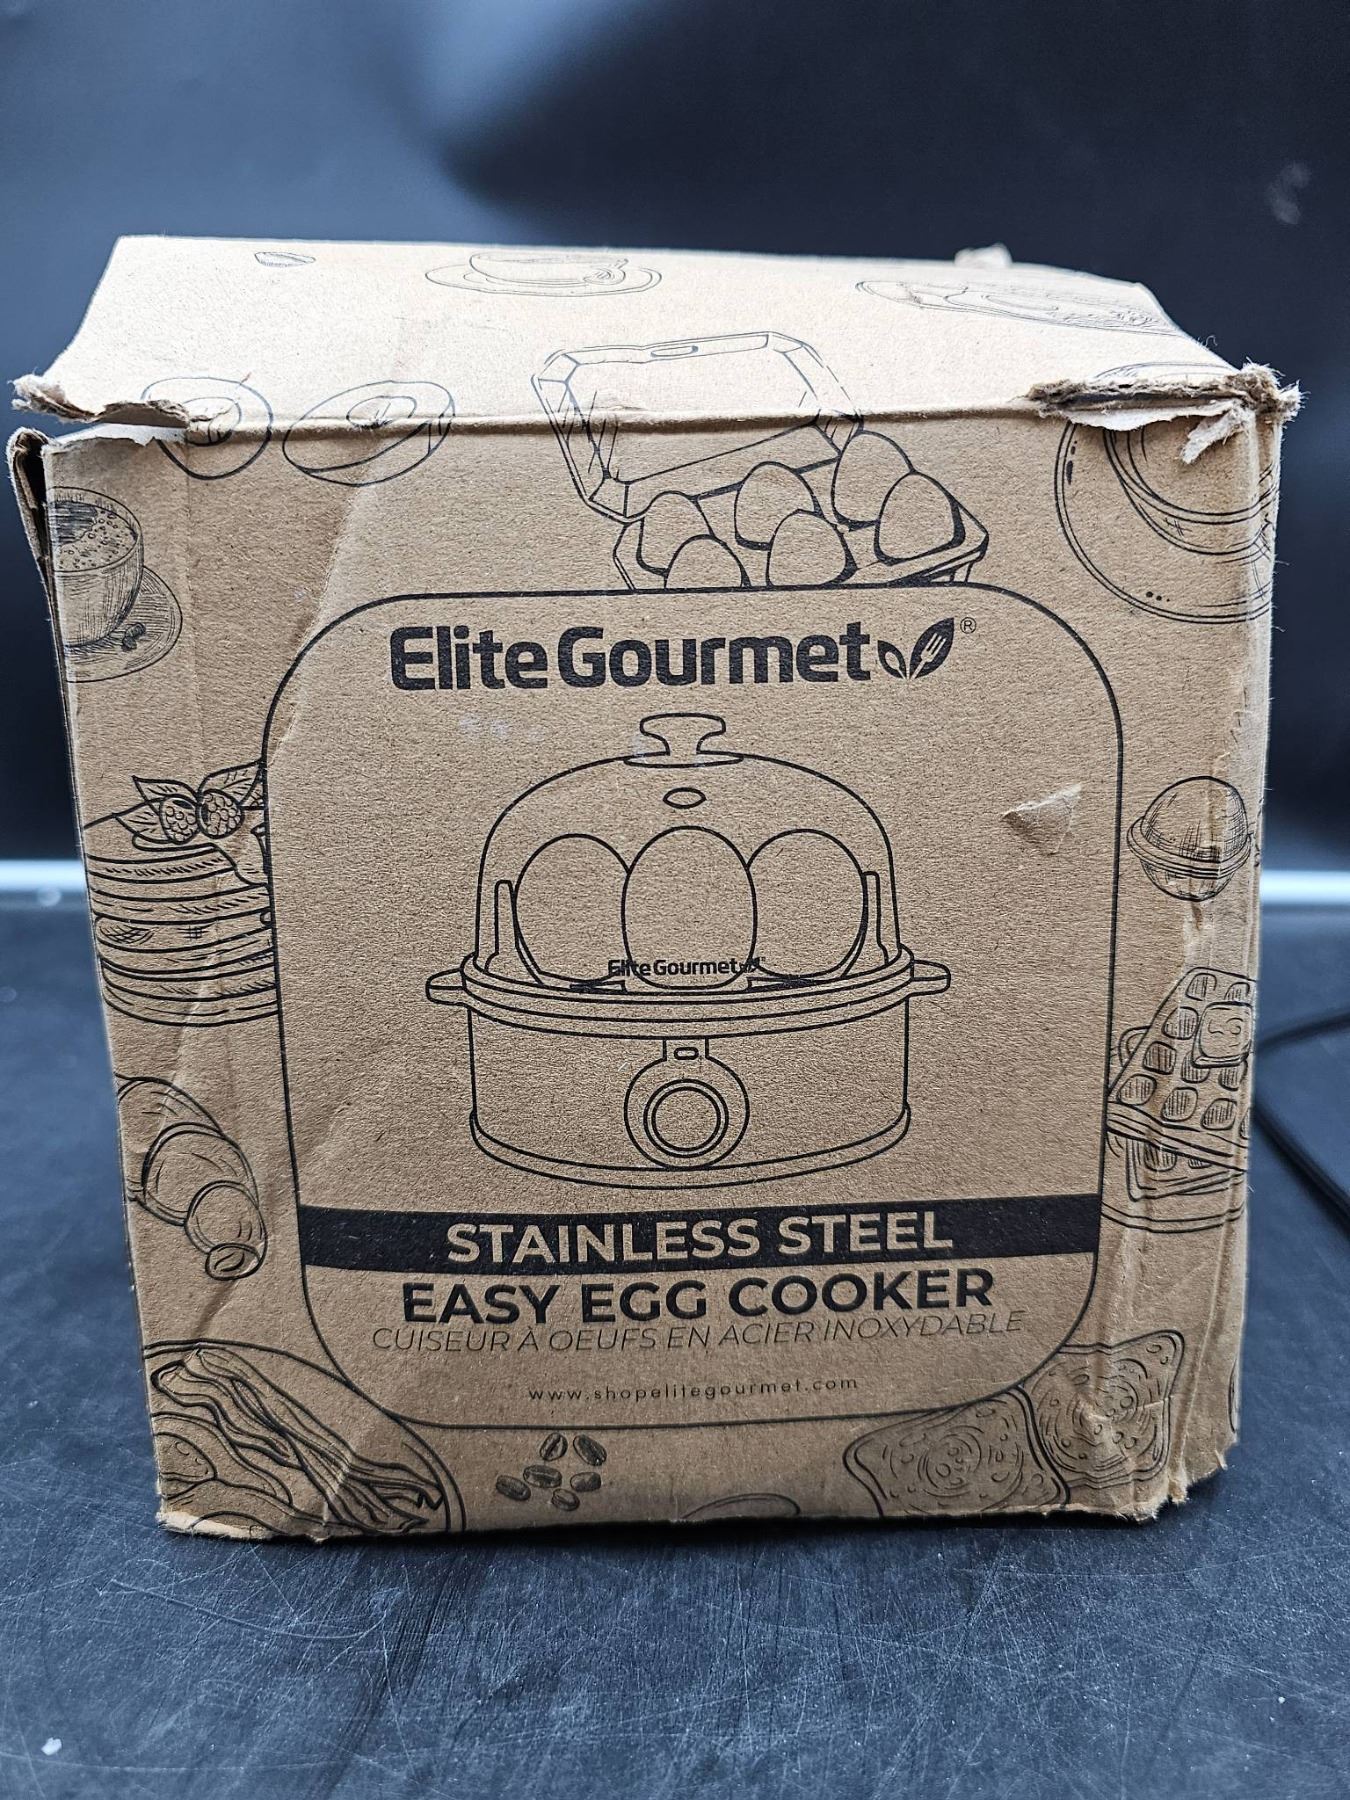 Elite Gourmet ®
Elite Gourmet
STAINLESS STEEL
EASY EGG COOKER
CUISEUR À OEUFS EN ACIER INOXYDABLE
www.shopelitegourmet.com